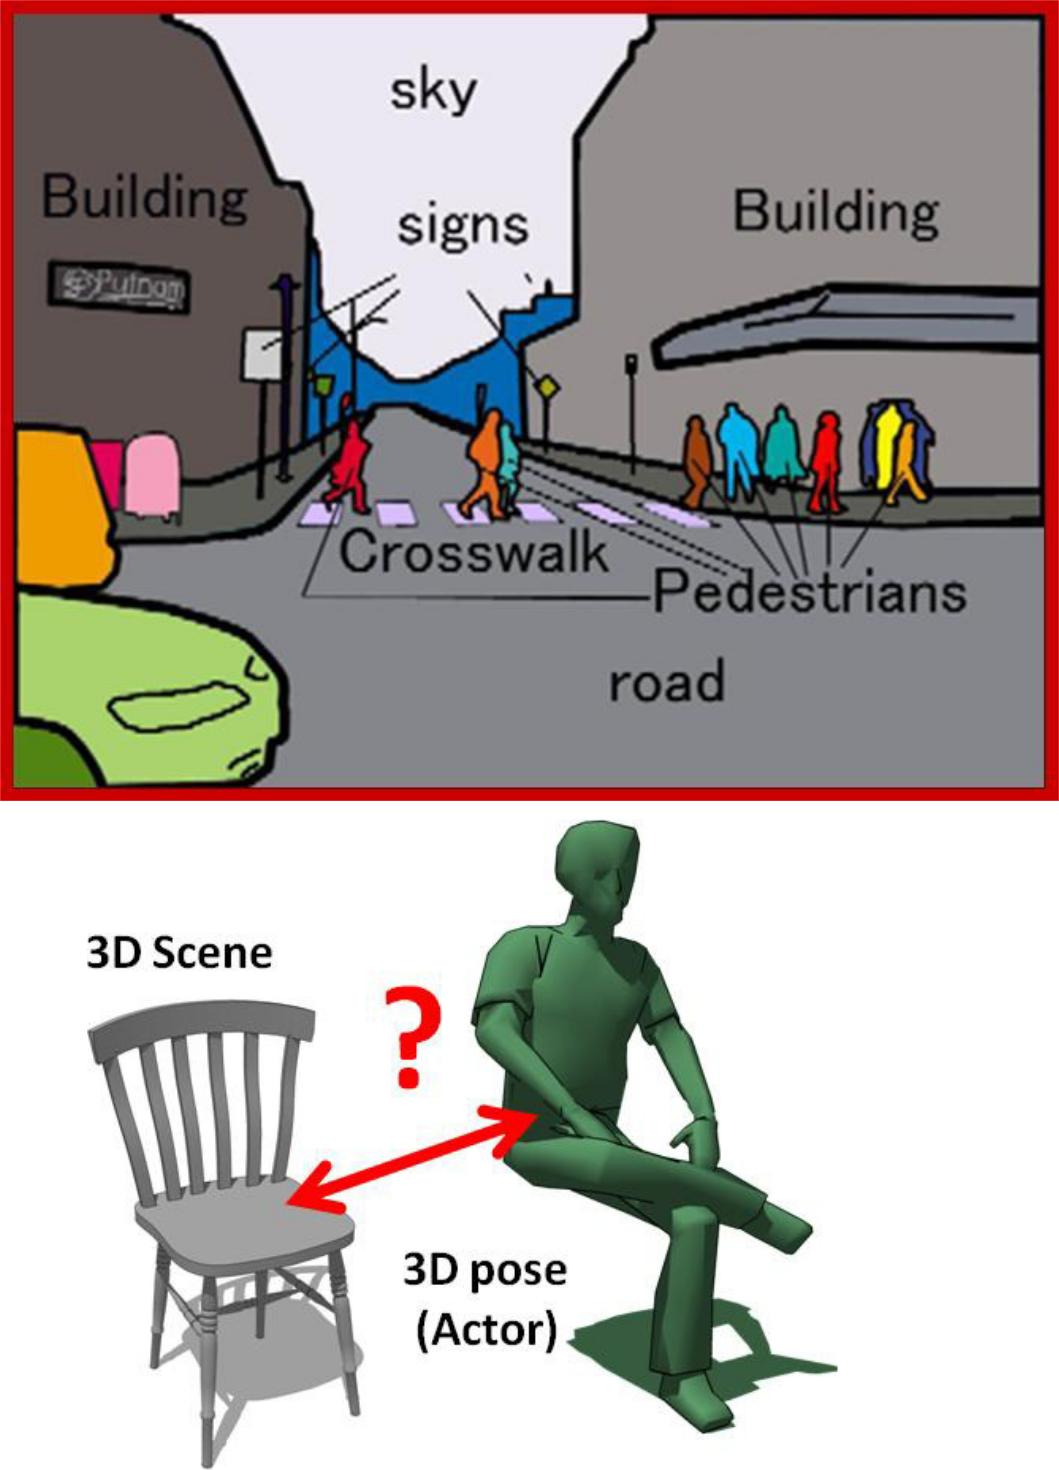 sky
Building
signs
Building
Putnam
Crosswalk
Pedestrians
road
3D Scene
?
3D pose
(Actor)